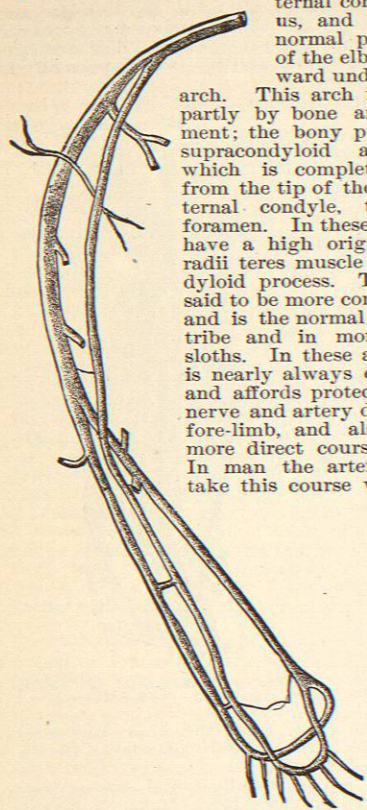 ternal con
us, and
normal p
of the elb
ward und
arch. This arch
partly by bone a
ment; the bony p
supracondyloid a
which is complet
from the tip of the
ternal condyle,
foramen. In these
have a high orig
radii teres muscle
dyloid process. T
said to be more con
and is the normal
tribe and in mo
sloths. In these a
is nearly always
and affords protec
nerve and artery d
fore-limb, and al
more direct cours
In man the arte
take this course